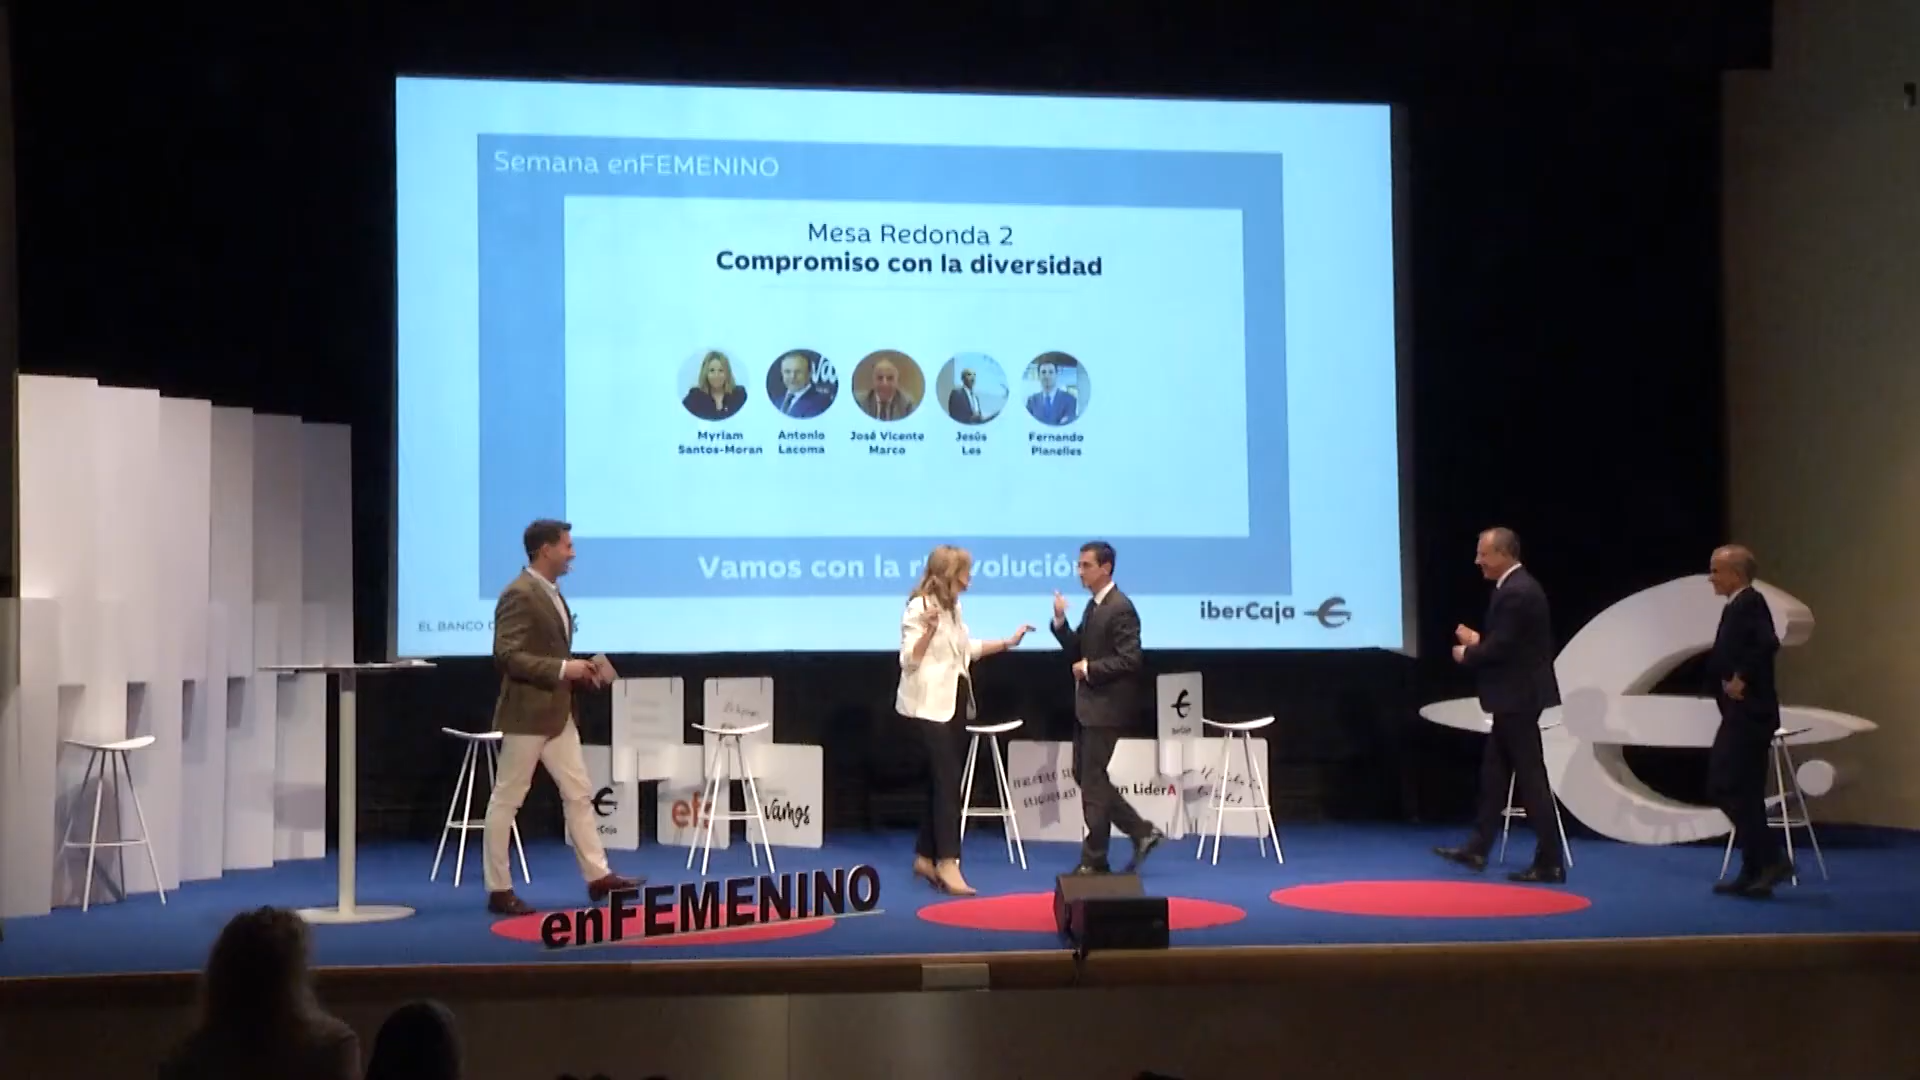 Semana enFEMENINO
Mesa Redonda 2
Compromiso con la diversidad
Myriam
Santos-Moran
Antonio
Lacoma
José Vicente
Marco
Jesús
Les
Fernando
Planelles
Vamos con la
EL BANCO
iberCaja
iberCaja
vamos
LiderA
enFEMENINO